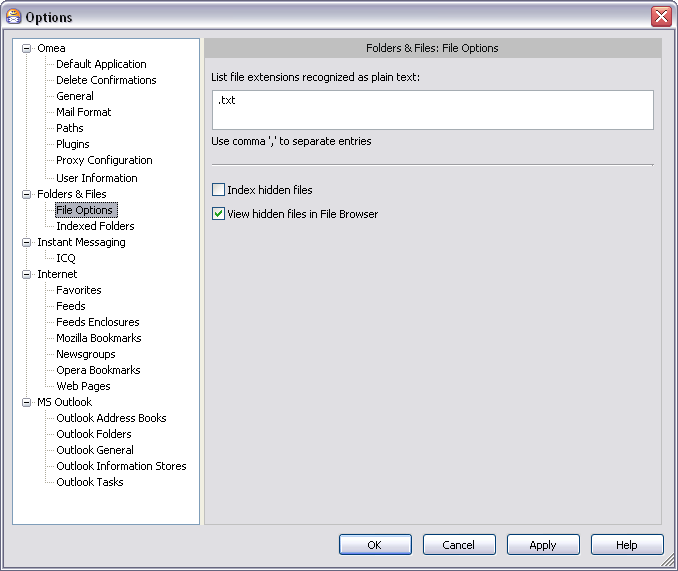 Options
Omea
Default Application
Delete Confirmations
General
Mail Format
Paths
Plugins
Proxy Configuration
User Information
Folders & Files
File Options
Indexed Folders
Instant Messaging
ICQ
Internet
Favorites
Feeds
Feeds Enclosures
Mozilla Bookmarks
Newsgroups
Opera Bookmarks
Web Pages
MS Outlook
Outlook Address Books
Outlook Folders
Outlook General
Outlook Information Stores
Outlook Tasks
Folders & Files: File Options
List file extensions recognized as plain text:
.txt
Use comma ',' to separate entries
Index hidden files
View hidden files in File Browser
OK
Cancel
Apply
Help